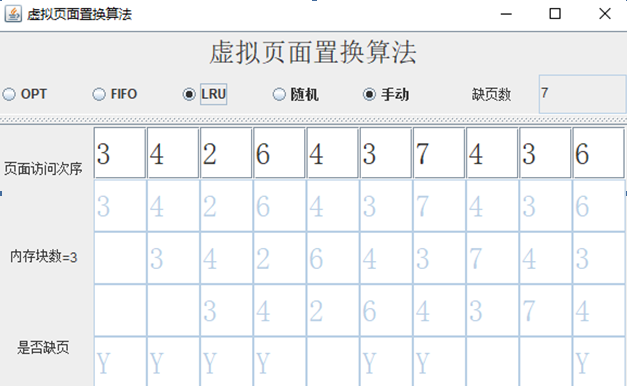 虚拟页面置换算法
虚拟页面置换算法
OPT FIFO LRU 随机 手动 缺页数 7
页面访问次序 3 4 2 6 4 3 7 4 3 6
3 4 2 6 4 3 7 4 3 6
内存块数=3 3 4 2 6 4 3 7 4 3
3 4 2 6 4 3 7 4
是否缺页 Y Y Y Y Y Y Y